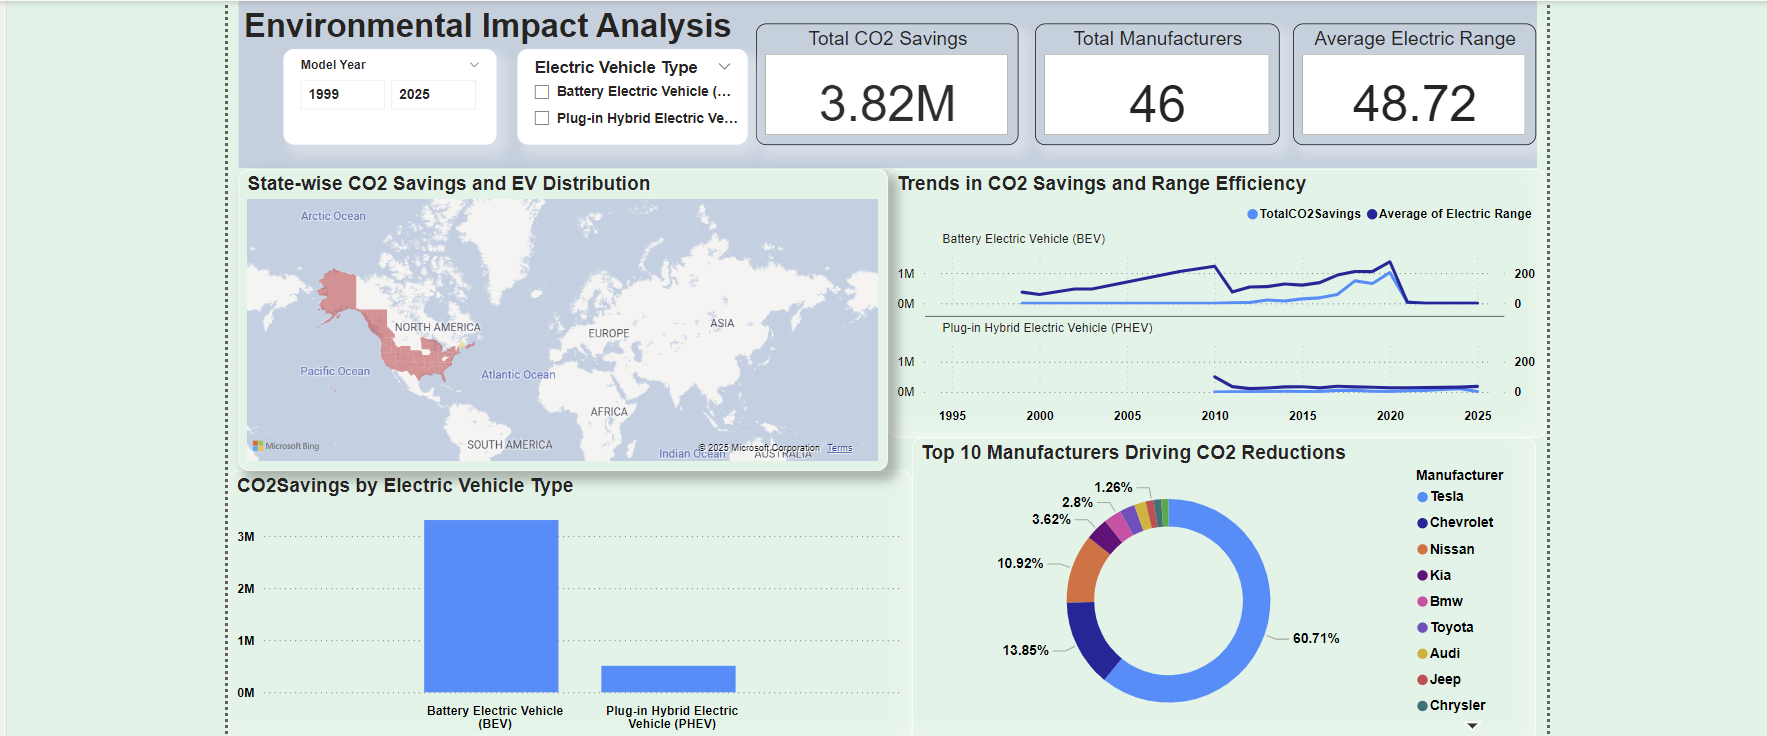 Environmental Impact Analysis
Model Year
1999
2025
Electric Vehicle Type
Battery Electric Vehicle (...
Plug-in Hybrid Electric Ve...
Total CO2 Savings
3.82M
Total Manufacturers
46
Average Electric Range
48.72
State-wise CO2 Savings and EV Distribution
Arctic Ocean
NORTH AMERICA
EUROPE
ASIA
Pacific Ocean
Atlantic Ocean
AFRICA
SOUTH AMERICA
Indian Ocean
AUSTRALIA
Microsoft Bing
© 2025 Microsoft Corporation
Terms
Trends in CO2 Savings and Range Efficiency
TotalCO2Savings
Average of Electric Range
Battery Electric Vehicle (BEV)
1M
200
0M
0
Plug-in Hybrid Electric Vehicle (PHEV)
1M
200
0M
0
1995
2000
2005
2010
2015
2020
2025
CO2Savings by Electric Vehicle Type
3M
2M
1M
0M
Battery Electric Vehicle
(BEV)
Plug-in Hybrid Electric
Vehicle (PHEV)
Top 10 Manufacturers Driving CO2 Reductions
1.26%
2.8%
3.62%
10.92%
13.85%
60.71%
Manufacturer
Tesla
Chevrolet
Nissan
Kia
Bmw
Toyota
Audi
Jeep
Chrysler